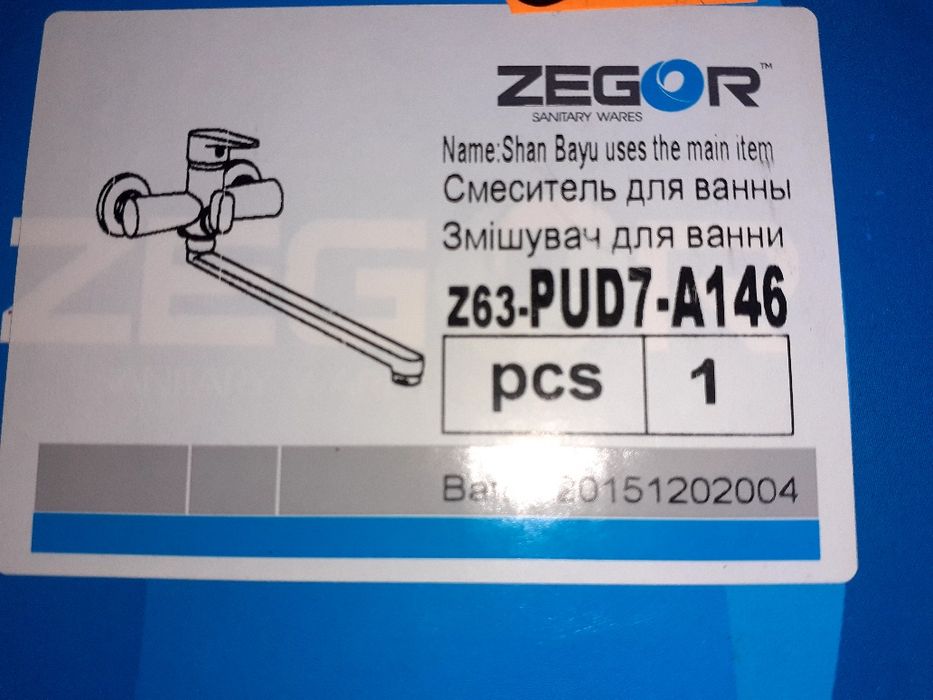 ZEGOR™
SANITARY WARES
Name:Shan Bayu uses the main item
Смеситель для ванны
Змішувач для ванни
z63-PUD7-A146
pcs 1
20151202004